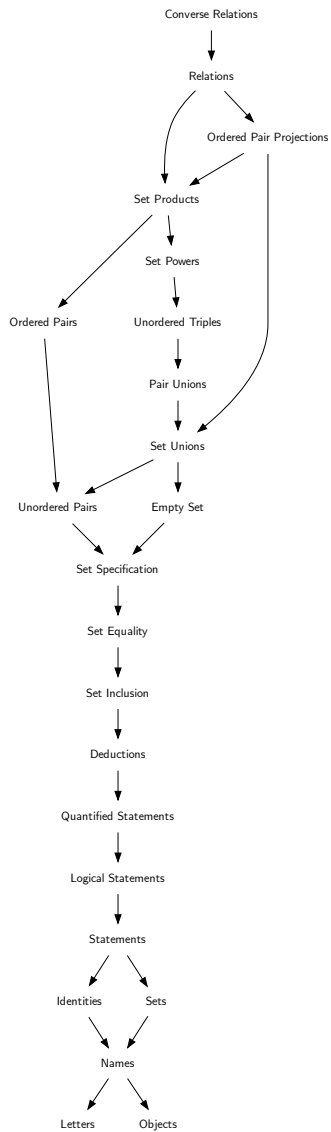 Converse Relations
Relations
Ordered Pair Projections
Set Products
Set Powers
Ordered Pairs
Unordered Triples
Pair Unions
Set Unions
Unordered Pairs
Empty Set
Set Specification
Set Equality
Set Inclusion
Deductions
Quantified Statements
Logical Statements
Statements
Identities
Sets
Names
Letters
Objects